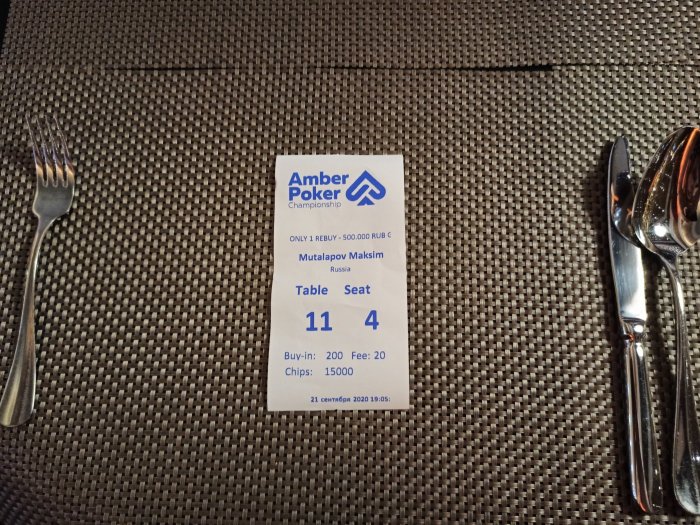 Amber
Poker
Championship
ONLY 1 REBUY - 500.000 RUB G
Mutalapov Maksim
Russia
Table Seat
11 4
Buy-in: 200 Fee: 20
Chips: 15000
21 сентября 2020 19:05: